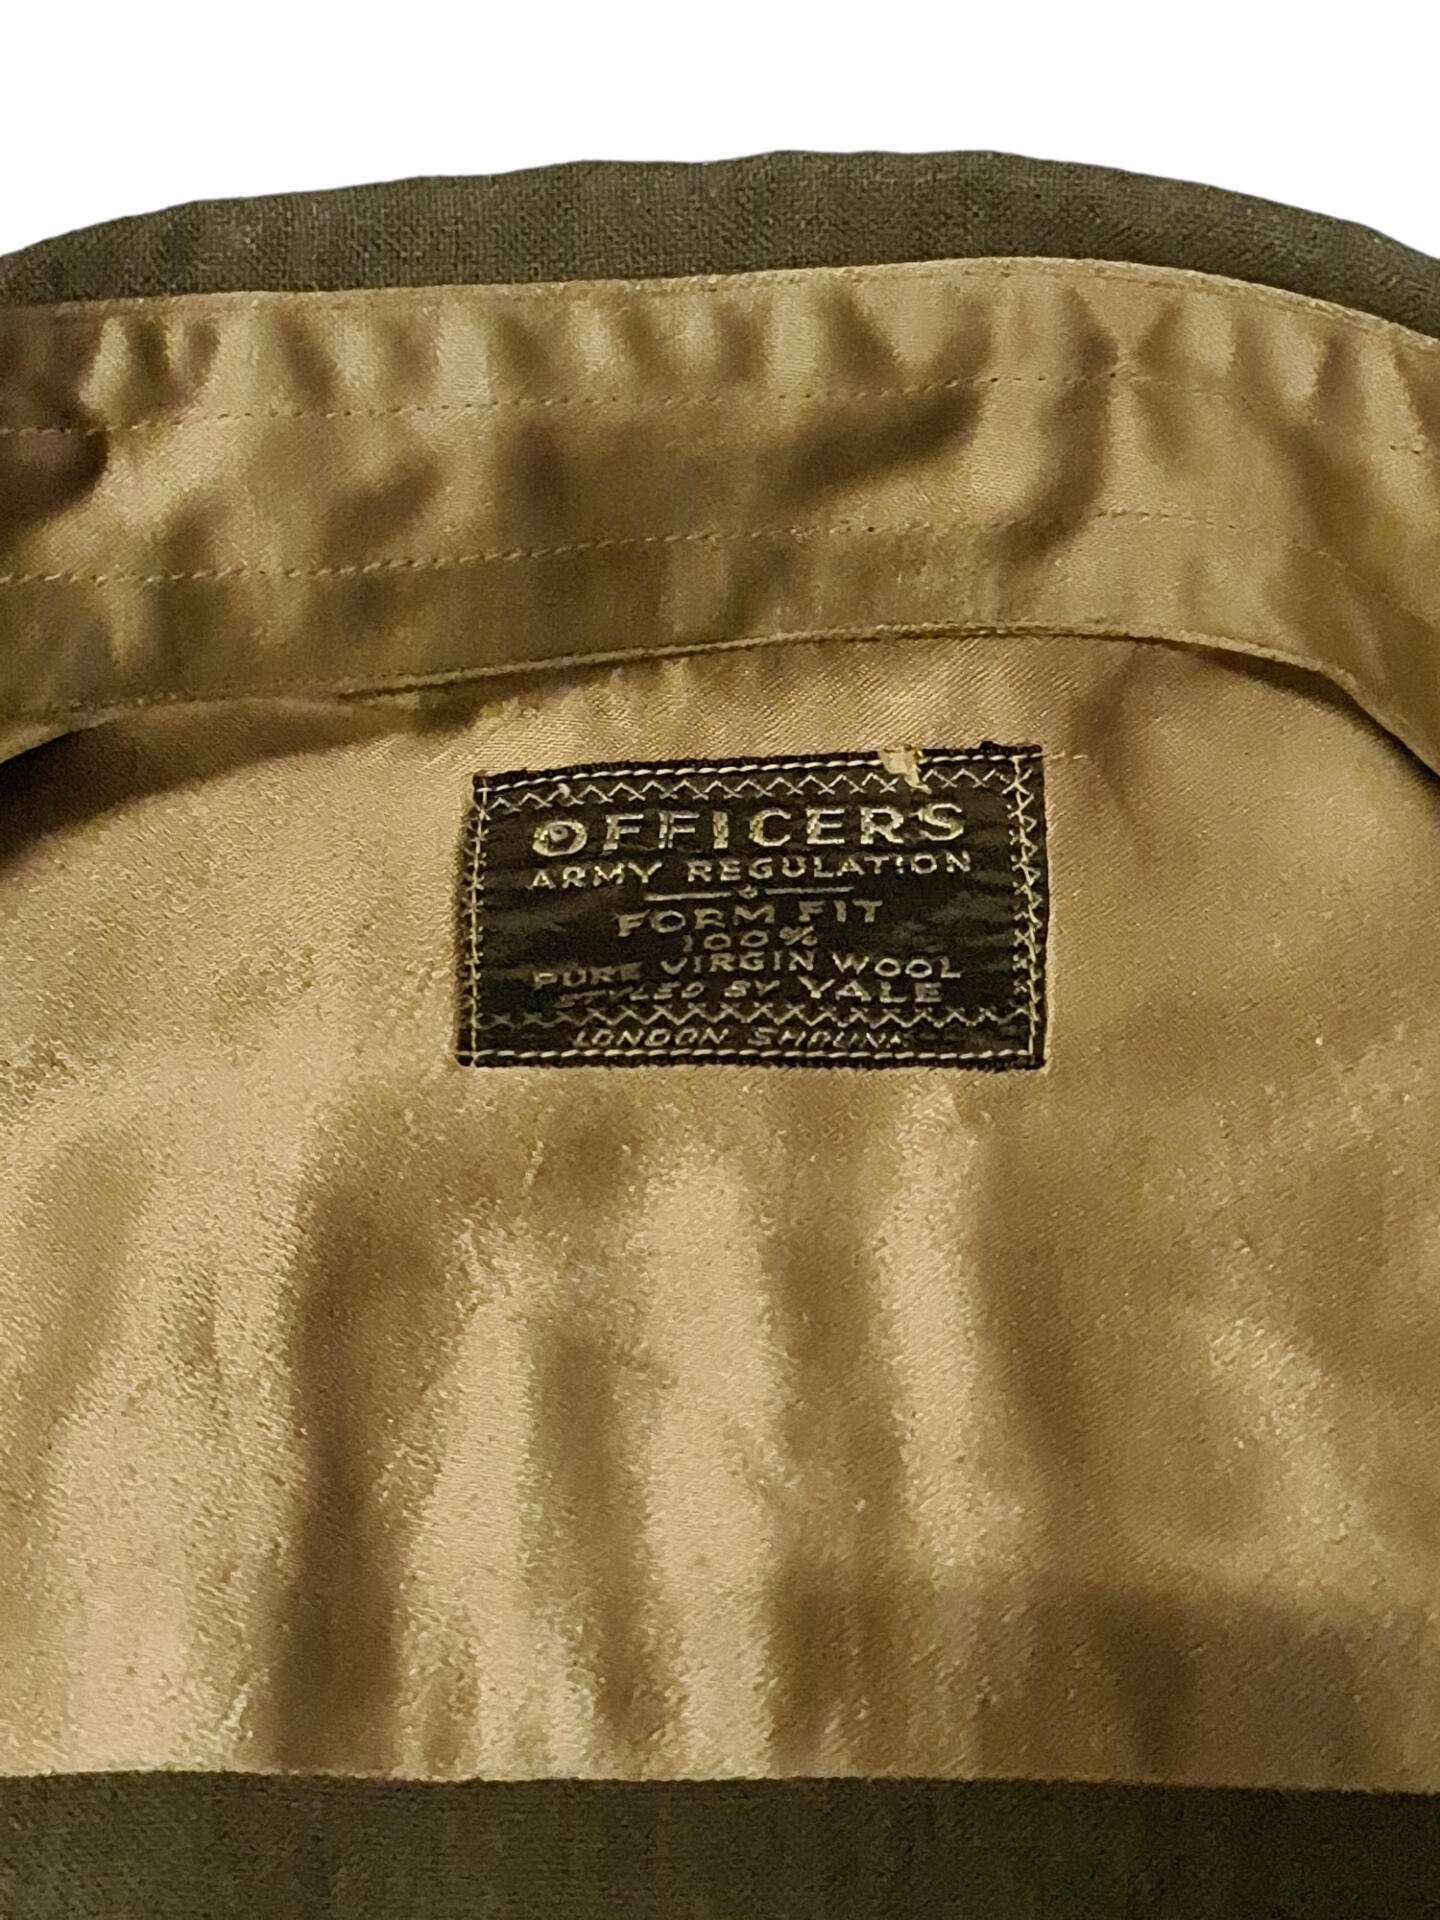 OFFICERS
ARMY REGULATION
FORM FIT
100%
PURE VIRGIN WOOL
STYLED BY YALE
LONDON SHRUNK